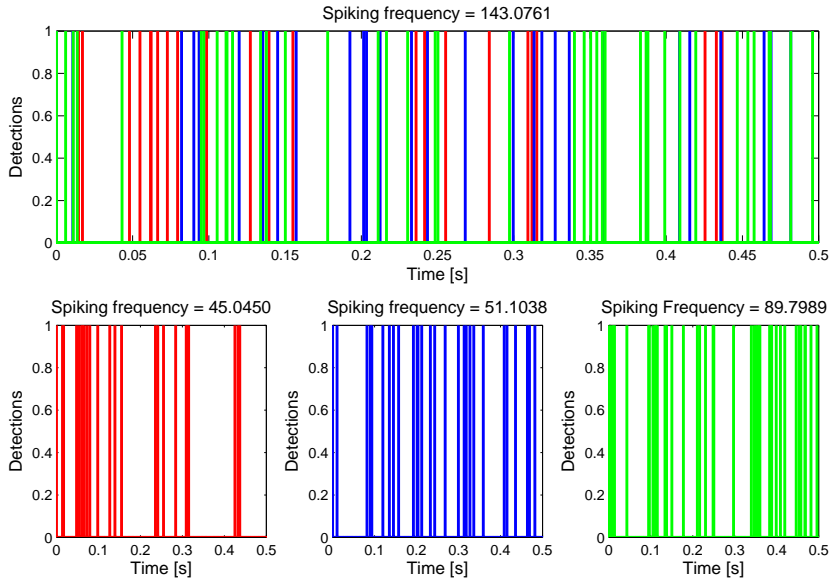 Spiking frequency = 143.0761
1
0.8
0.6
0.4
0.2
0
Detections
0 0.05 0.1 0.15 0.2 0.25 0.3 0.35 0.4 0.45 0.5
Time [s]
Spiking frequency = 45.0450
1
0.8
0.6
0.4
0.2
0
Detections
0 0.1 0.2 0.3 0.4 0.5
Time [s]
Spiking frequency = 51.1038
1
0.8
0.6
0.4
0.2
0
Detections
0 0.1 0.2 0.3 0.4 0.5
Time [s]
Spiking Frequency = 89.7989
1
0.8
0.6
0.4
0.2
0
Detections
0 0.1 0.2 0.3 0.4 0.5
Time [s]